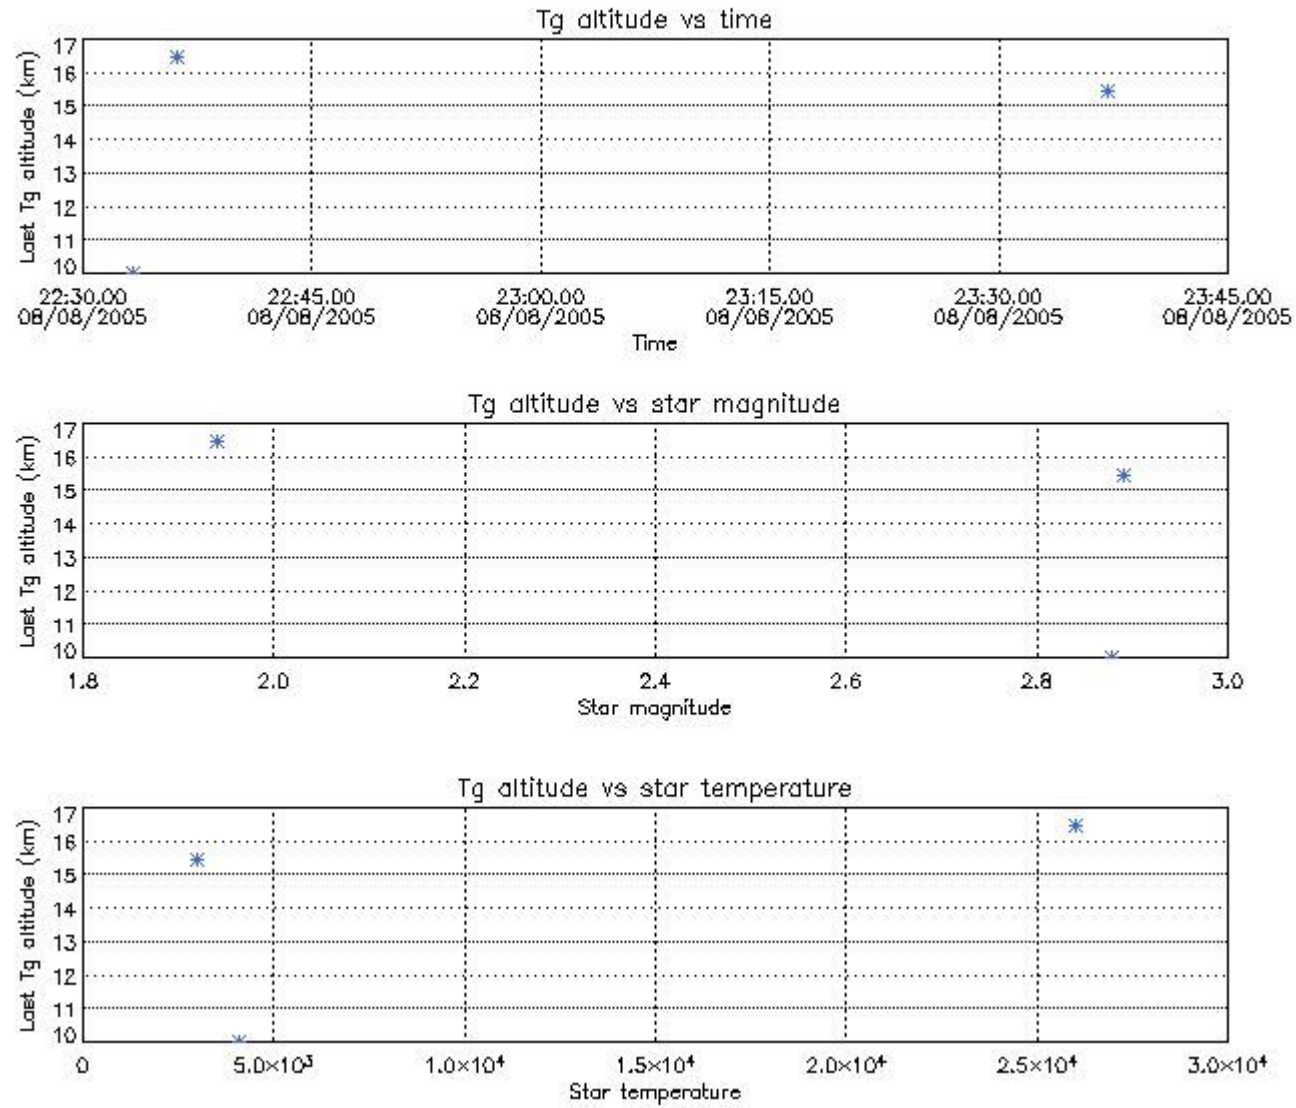 Tg altitude vs time
Last Tg altitude (km)
17
16
15
14
13
12
11
10
22:30.00 22:45.00 23:00.00 23:15.00 23:30.00 23:45.00
08/08/2005 08/08/2005 08/08/2005 08/08/2005 08/08/2005 08/08/2005
Time
Tg altitude vs star magnitude
Last Tg altitude (km)
17
16
15
14
13
12
11
10
1.8 2.0 2.2 2.4 2.6 2.8 3.0
Star magnitude
Tg altitude vs star temperature
Last Tg altitude (km)
17
16
15
14
13
12
11
10
0 5.0×10³ 1.0×10⁴ 1.5×10⁴ 2.0×10⁴ 2.5×10⁴ 3.0×10⁴
Star temperature